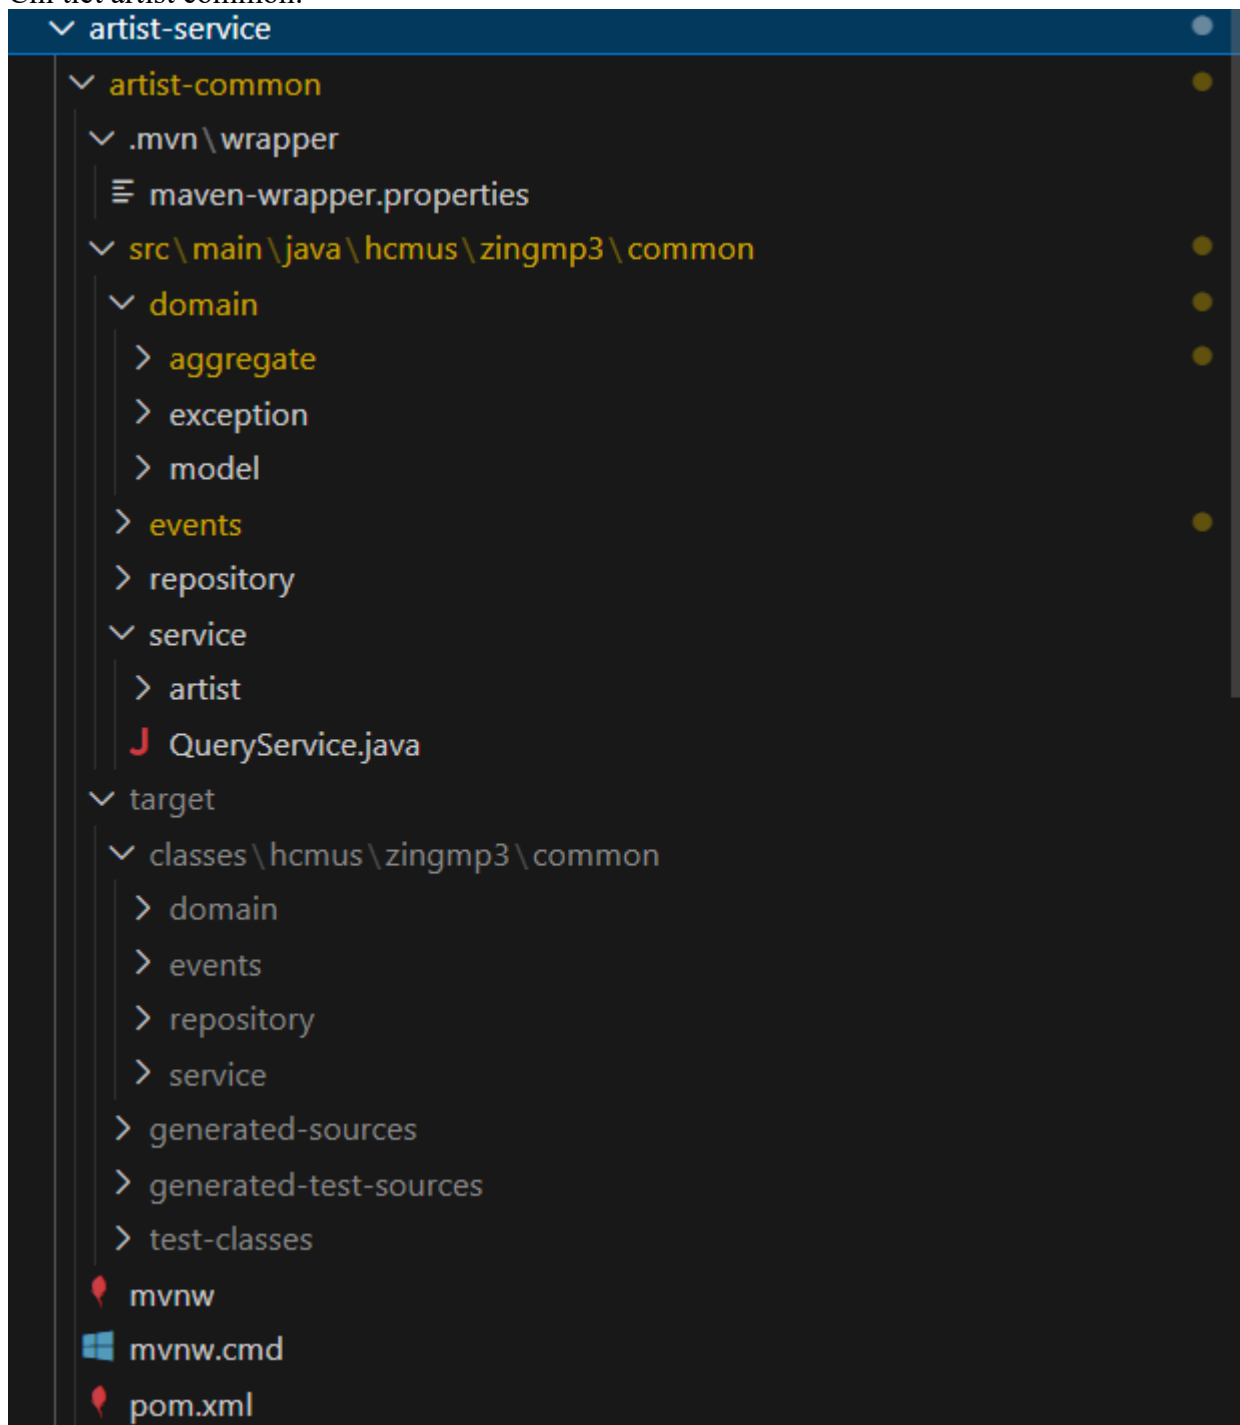 artist-service
artist-common
.mvn\wrapper
maven-wrapper.properties
src\main\java\hcmus\zingmp3\common
domain
aggregate
exception
model
events
repository
service
artist
QueryService.java
target
classes\hcmus\zingmp3\common
domain
events
repository
service
generated-sources
generated-test-sources
test-classes
mvnw
mvnw.cmd
pom.xml